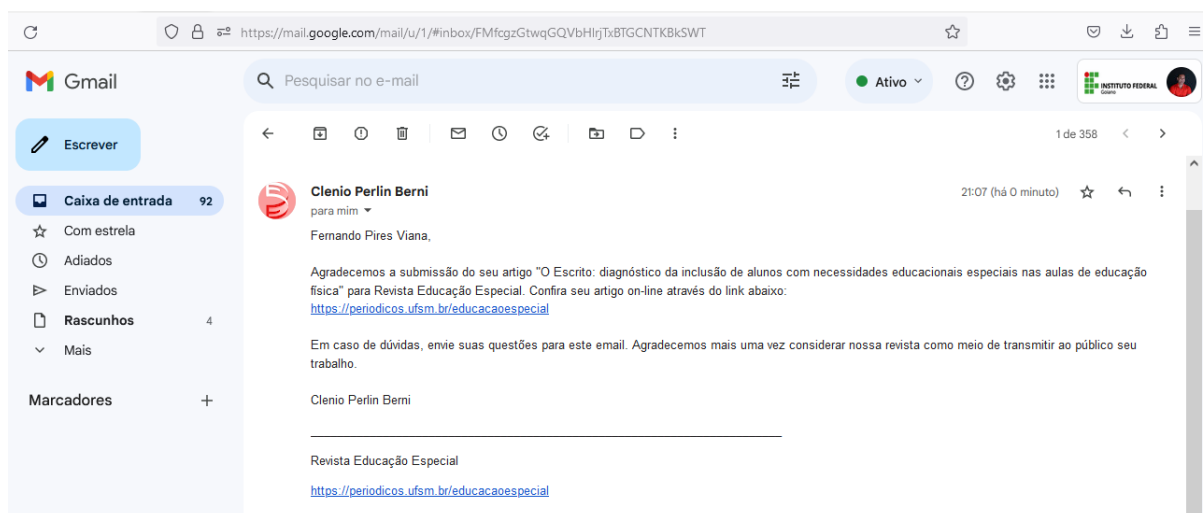 https://mail.google.com/mail/u/1/#inbox/FMfcgzGtwqGQVbHlrjTxBTGCNTKBkSWT
Gmail
Pesquisar no e-mail
Ativo
INSTITUTO FEDERAL
Goiano
Escrever
1 de 358
Caixa de entrada 92
Com estrela
Adiados
Enviados
Rascunhos 4
Mais
Marcadores
Clenio Perlin Berni
21:07 (há 0 minuto)
para mim
Fernando Pires Viana,
Agradecemos a submissão do seu artigo "O Escrito: diagnóstico da inclusão de alunos com necessidades educacionais especiais nas aulas de educação
física" para Revista Educação Especial. Confira seu artigo on-line através do link abaixo:
https://periodicos.ufsm.br/educacaoespecial
Em caso de dúvidas, envie suas questões para este email. Agradecemos mais uma vez considerar nossa revista como meio de transmitir ao público seu
trabalho.
Clenio Perlin Berni
Revista Educação Especial
https://periodicos.ufsm.br/educacaoespecial